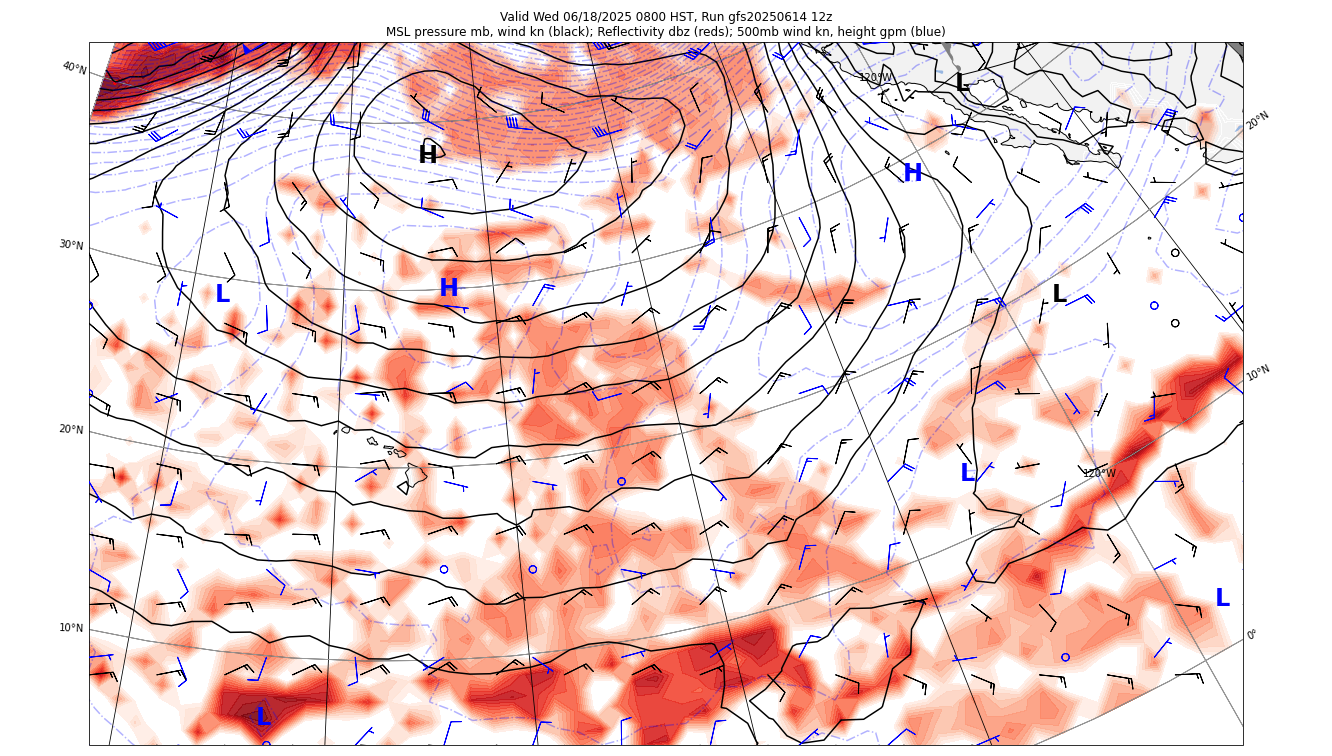 Valid Wed 06/18/2025 0800 HST, Run gfs20250614 12z
MSL pressure mb, wind kn (black); Reflectivity dbz (reds); 500mb wind kn, height gpm (blue)
40°N
120°W
L
20°N
H
H
30°N
H
L
L
10°N
20°N
L
120°W
L
10°N
0°
L